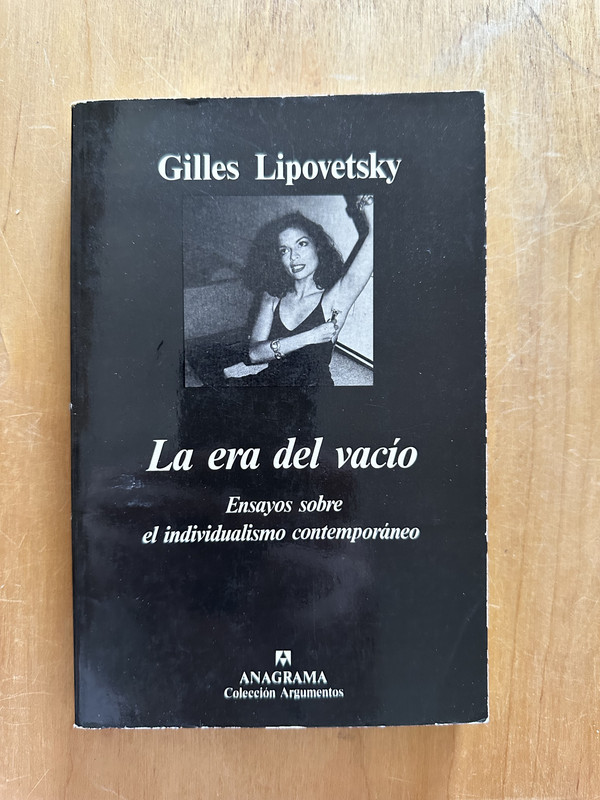 Gilles Lipovetsky
La era del vacío
Ensayos sobre
el individualismo contemporáneo
ANAGRAMA
Colección Argumentos